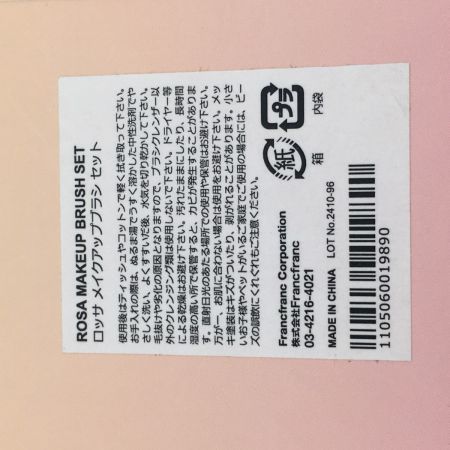 ROSA MAKEUP BRUSH SET
ロッサ メイクアップブラシ セット
使用後はティッシュやコットンで軽く拭き取って下さい。
お手入れの際は、ぬるま湯でうすく溶かした中性洗剤でや
さしく洗い、よくすすいだ後、水気を切り乾かして下さい。
毛抜けや劣化の原因となりますので、ブラシクレンザー以
外のクレンジング類は使用しないで下さい。ドライヤー等
による乾燥はお避け下さい。汚れたままにしたり、長時間
湿度の高い所で保管すると、カビが発生することがありま
す。直射日光のあたる場所での使用や保管はお避け下さい。
万が一、お肌に合わない場合は使用をお避け下さい。メッ
キ塗装はキズがついたり、剥がれることがあります。小さ
いお子様やペットがいるご家庭でご使用の場合には、ビー
ズの誤飲にくれぐれもご注意ください。
プラ
内袋
紙
箱
Francfranc Corporation
株式会社Francfranc
03-4216-4021
MADE IN CHINA LOT No.2410-96
1105060019890